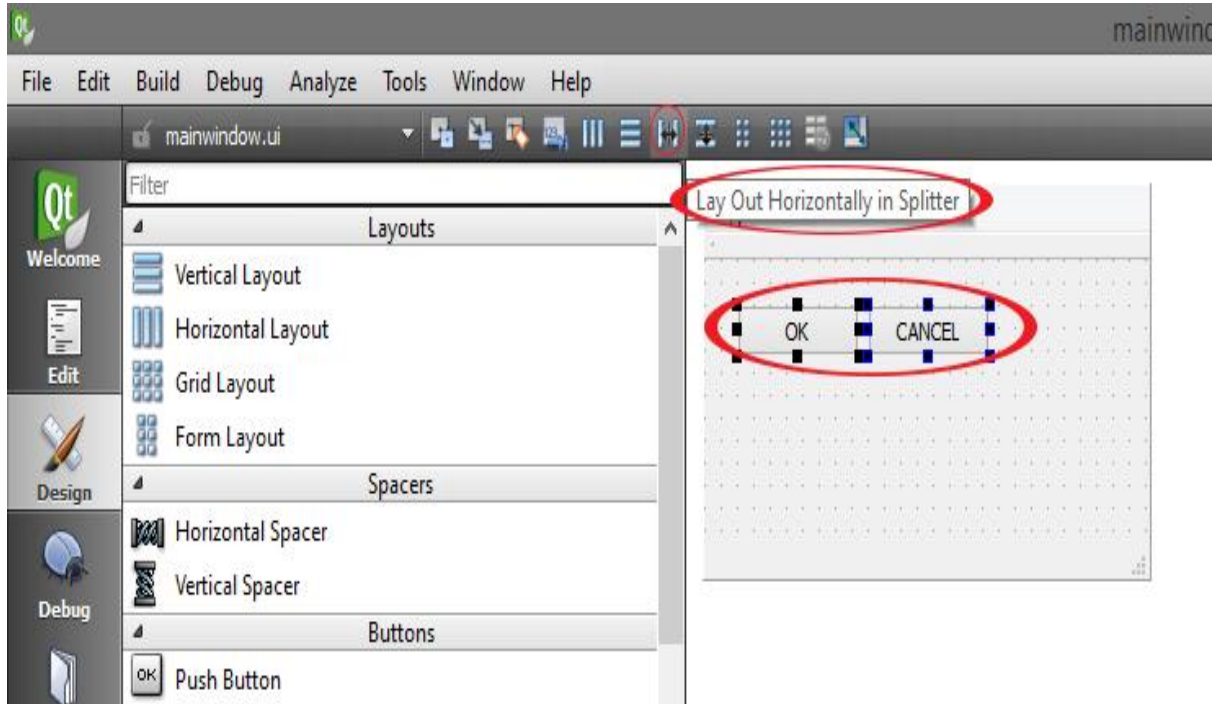 mainwind
File Edit Build Debug Analyze Tools Window Help
mainwindow.ui
Qt
Welcome
Edit
Design
Debug
Filter
Layouts
Vertical Layout
Horizontal Layout
Grid Layout
Form Layout
Spacers
Horizontal Spacer
Vertical Spacer
Buttons
OK Push Button
Lay Out Horizontally in Splitter
OK CANCEL